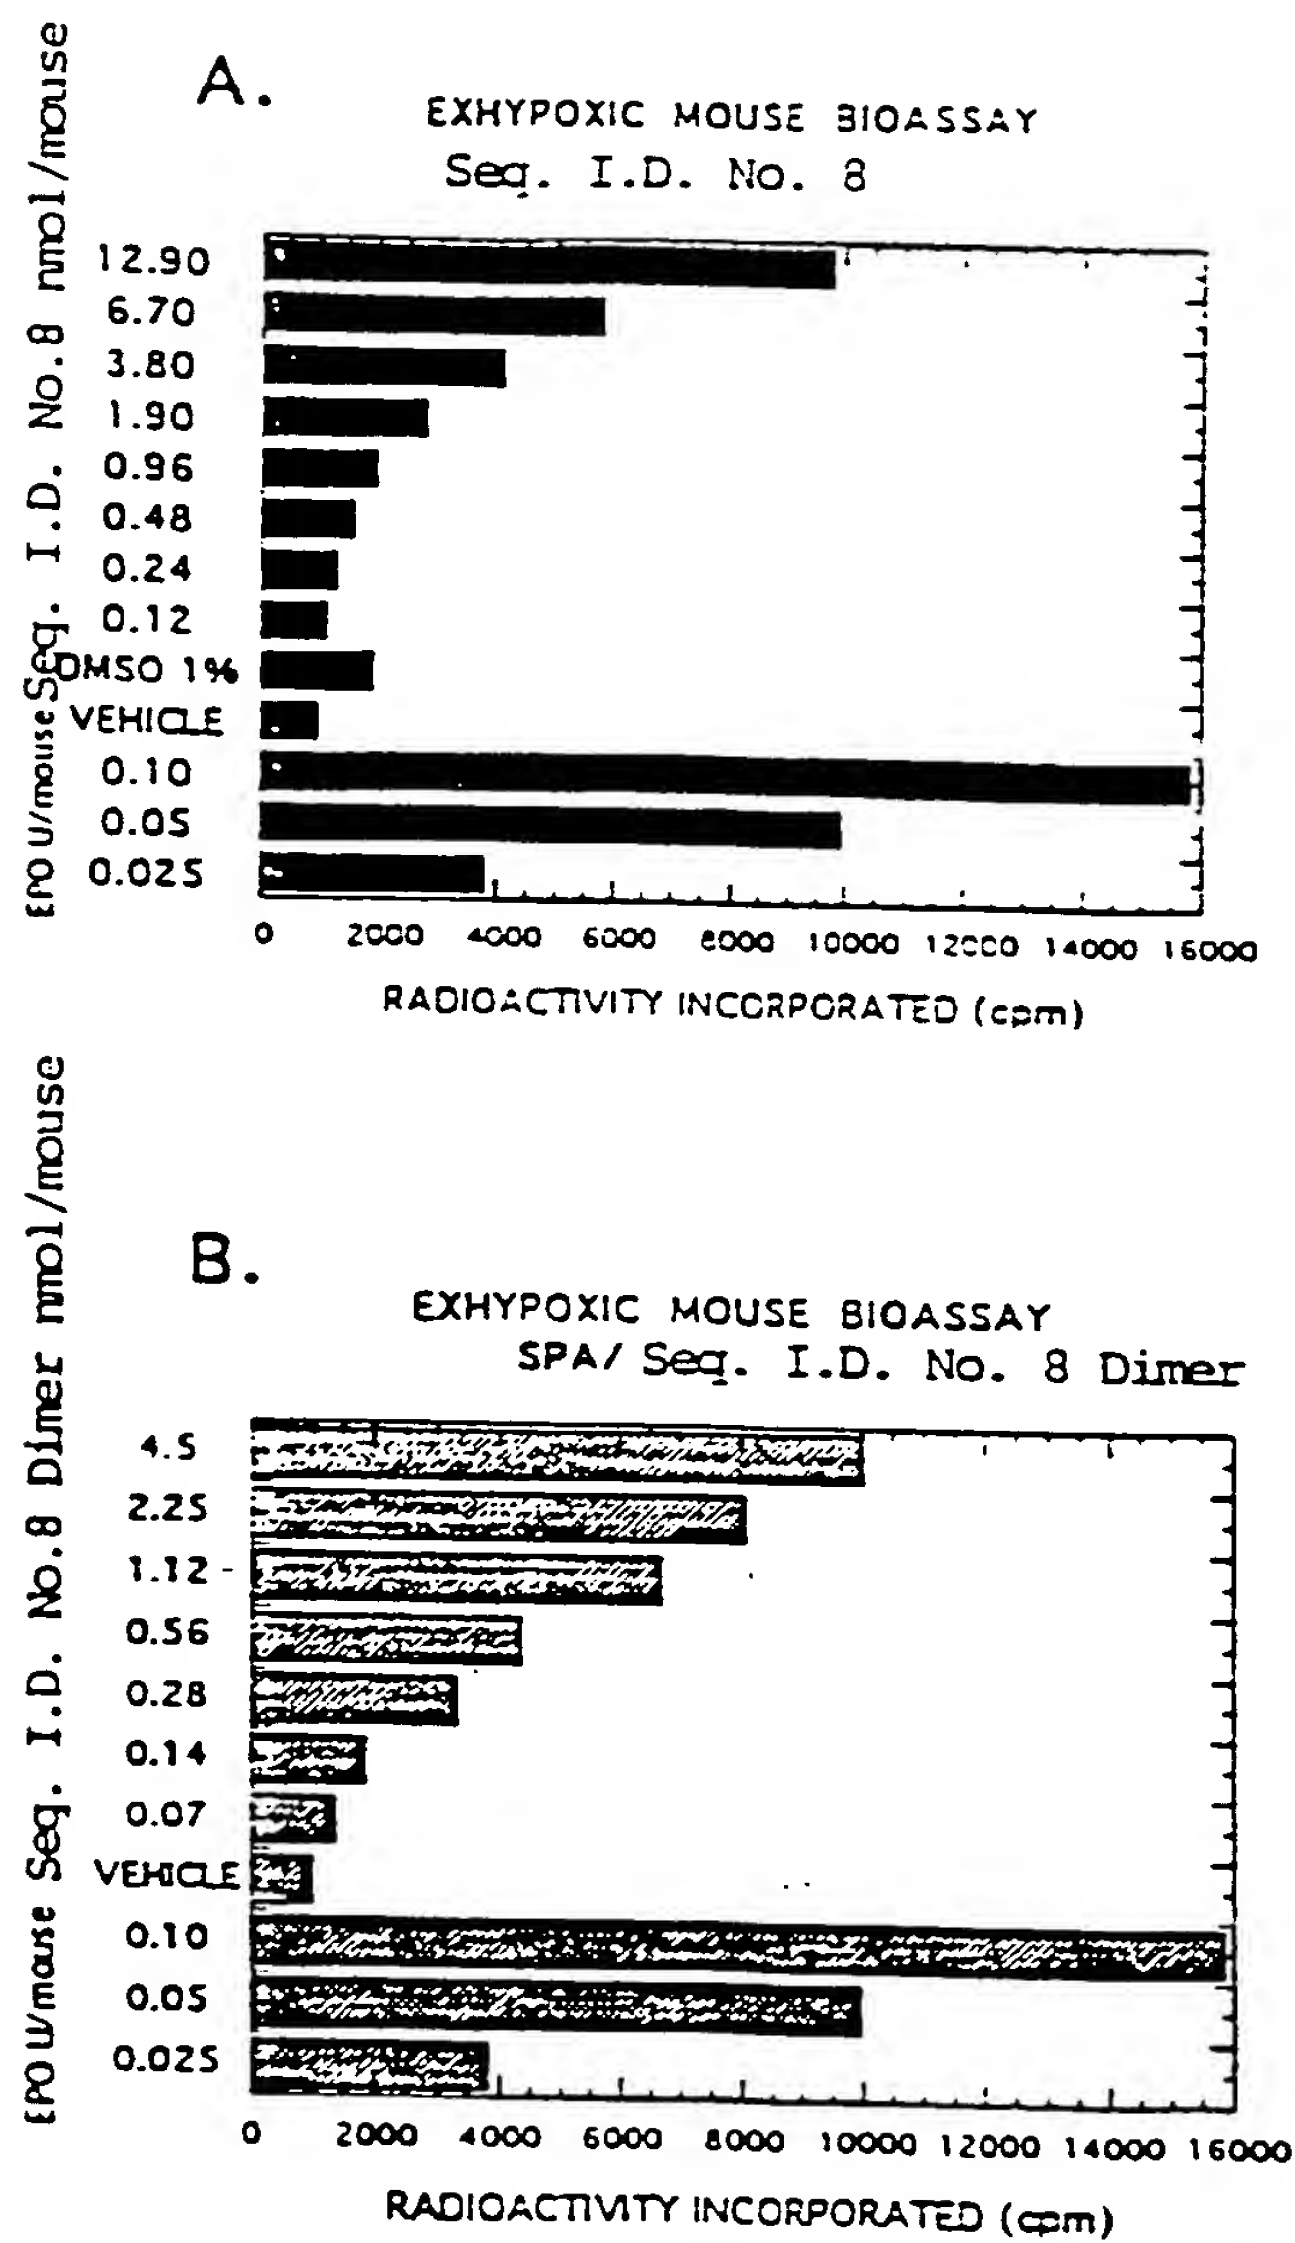 A.
EXHYPOXIC MOUSE BIOASSAY
Seq. I.D. No. 8
EPO U/mouse Seq. I.D. No.8 nmol/mouse
12.90
6.70
3.80
1.90
0.96
0.48
0.24
0.12
DMSO 1%
VEHICLE
0.10
0.05
0.025
0 2000 4000 6000 8000 10000 12000 14000 16000
RADIOACTIVITY INCORPORATED (cpm)
B.
EXHYPOXIC MOUSE BIOASSAY
SPA/ Seq. I.D. No. 8 Dimer
EPO U/mouse Seq. I.D. No.8 Dimer nmol/mouse
4.5
2.25
1.12 -
0.56
0.28
0.14
0.07
VEHICLE
0.10
0.05
0.025
0 2000 4000 6000 8000 10000 12000 14000 16000
RADIOACTIVITY INCORPORATED (cpm)